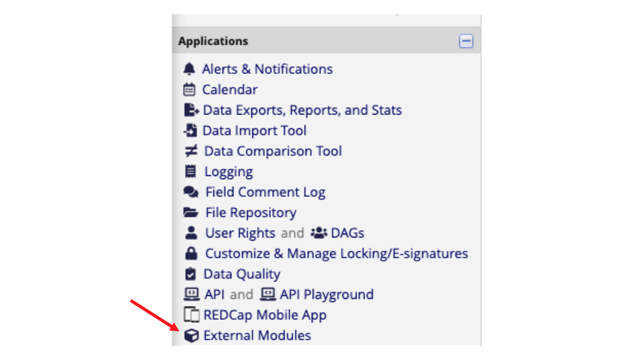 Applications
Alerts & Notifications
Calendar
Data Exports, Reports, and Stats
Data Import Tool
Data Comparison Tool
Logging
Field Comment Log
File Repository
User Rights and DAGs
Customize & Manage Locking/E-signatures
Data Quality
API and API Playground
REDCap Mobile App
External Modules